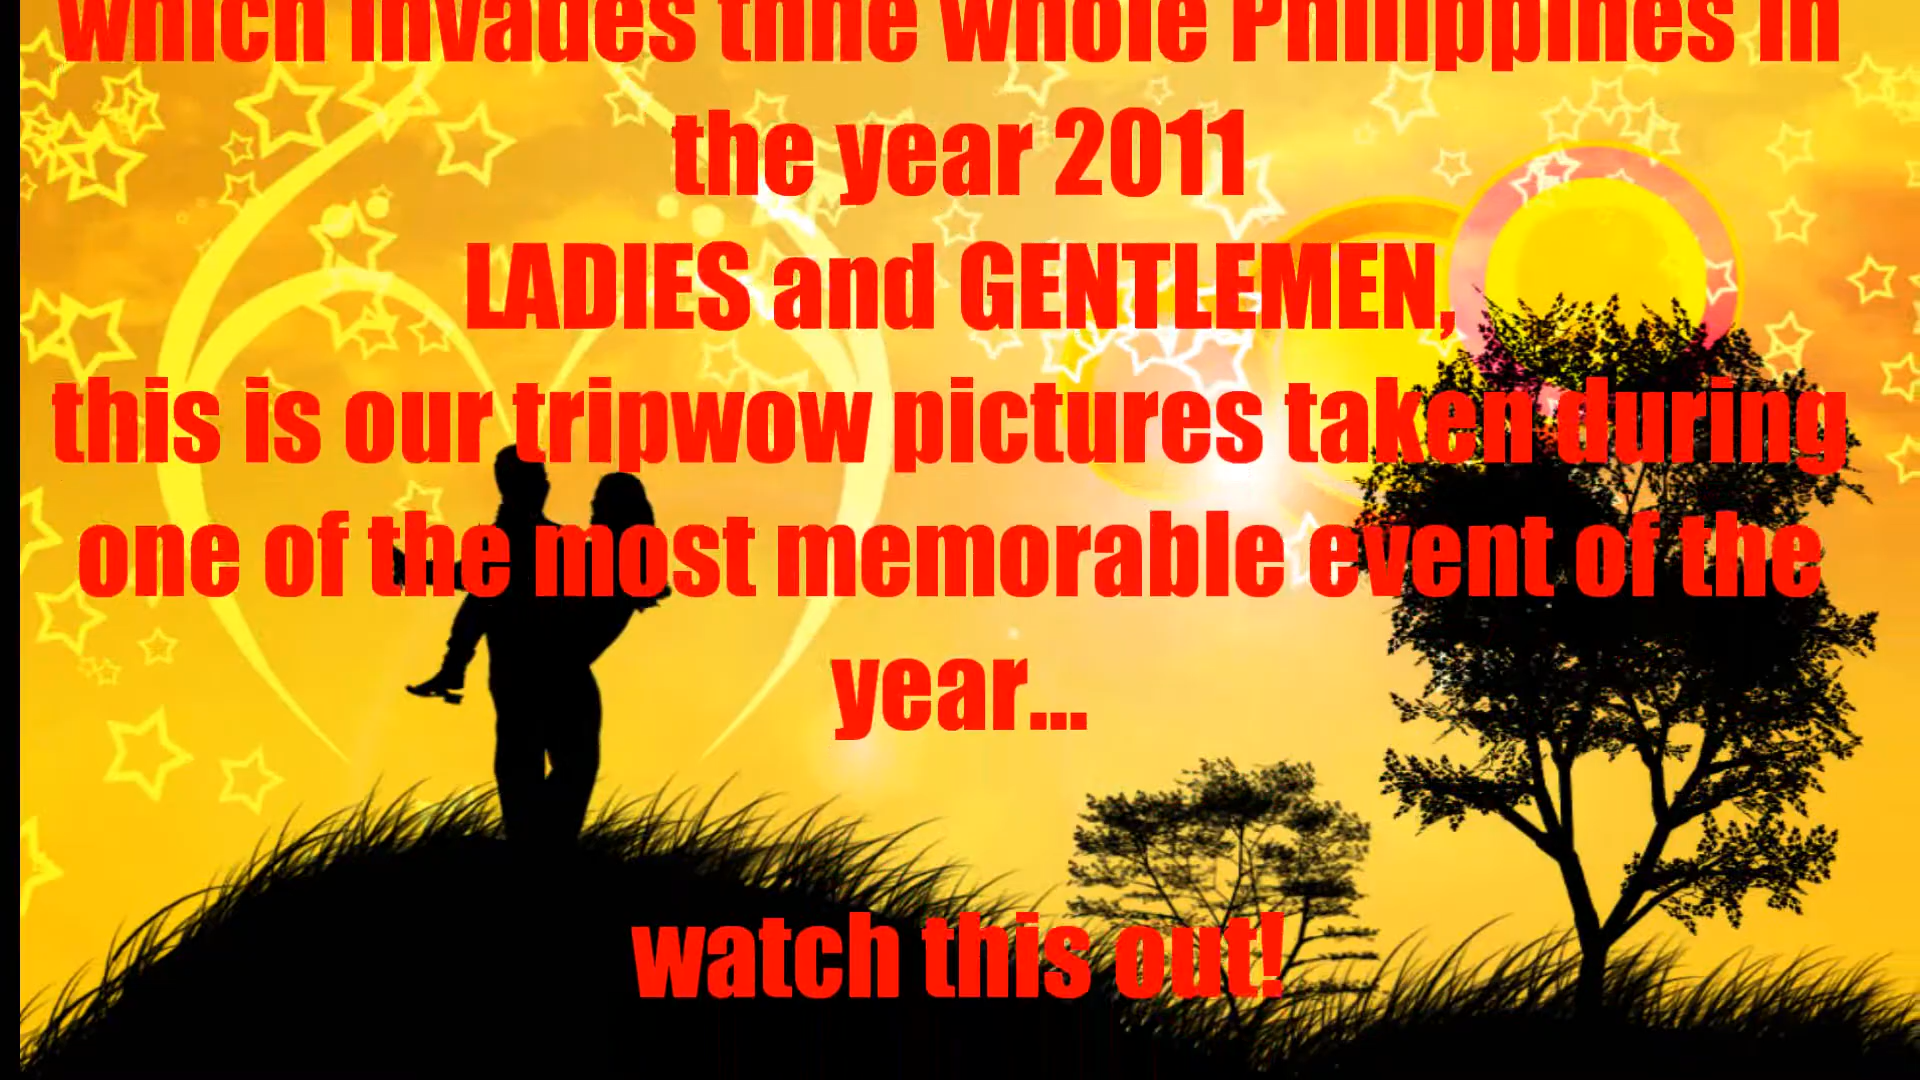 which invades thhe whole Philippines in
the year 2011
LADIES and GENTLEMEN,
this is our tripwow pictures taken during
one of the most memorable event of the
year...
watch this out!